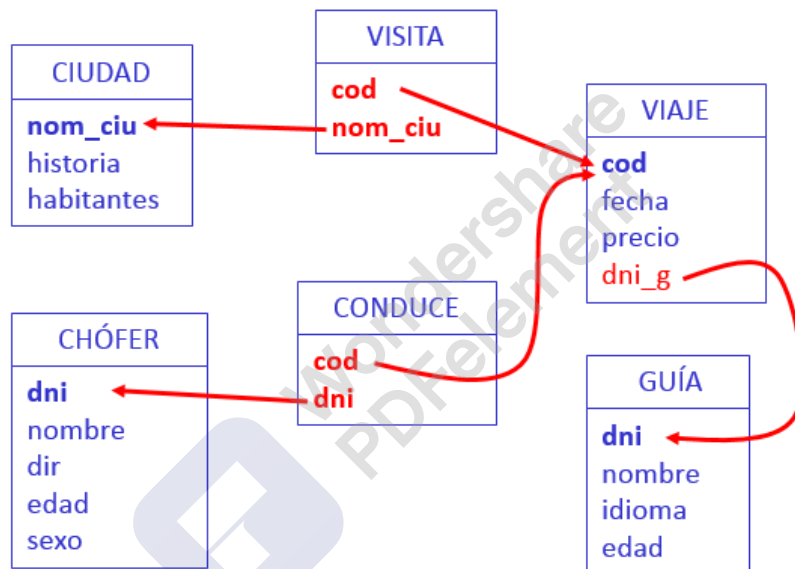 CIUDAD
nom_ciu
historia
habitantes
VISITA
cod
nom_ciu
VIAJE
cod
fecha
precio
dni_g
CHÓFER
dni
nombre
dir
edad
sexo
CONDUCE
cod
dni
GUÍA
dni
nombre
idioma
edad
Wondershare
PDFelement